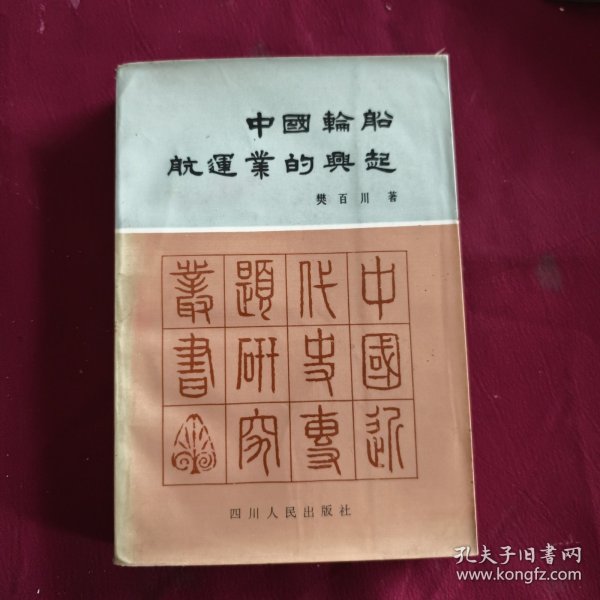 中國輪船
航運業的興起
樊百川 著
中國近
代史專
題研究
叢書
四川人民出版社
孔夫子旧书网
www.kongfz.com